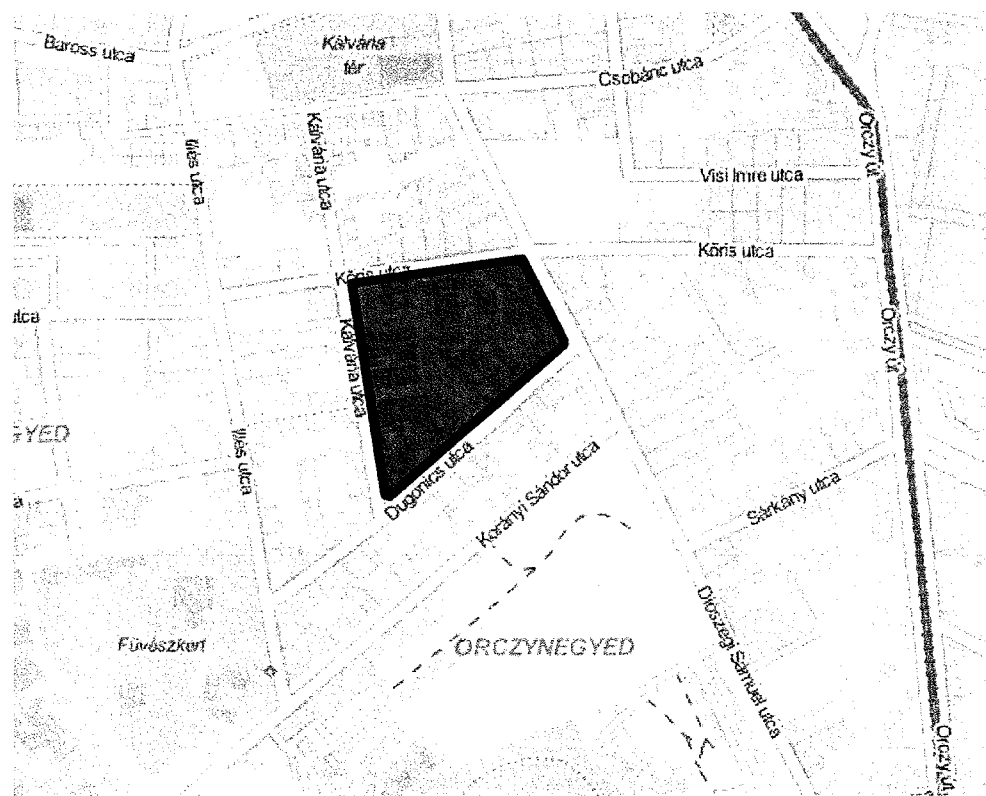 Baross utca
Kálvária
tér
Csobánc utca
Illés utca
Kálvária utca
Orczy út
Visi Imre utca
Kőris utca
Kőris utca
utca
Kálvária utca
Orczy út
GYED
Illés utca
Dugonics utca
Korányi Sándor utca
Sárkány utca
Füvészkert
ORCZYNEGYED
Diószegi Sámuel utca
Orczy út